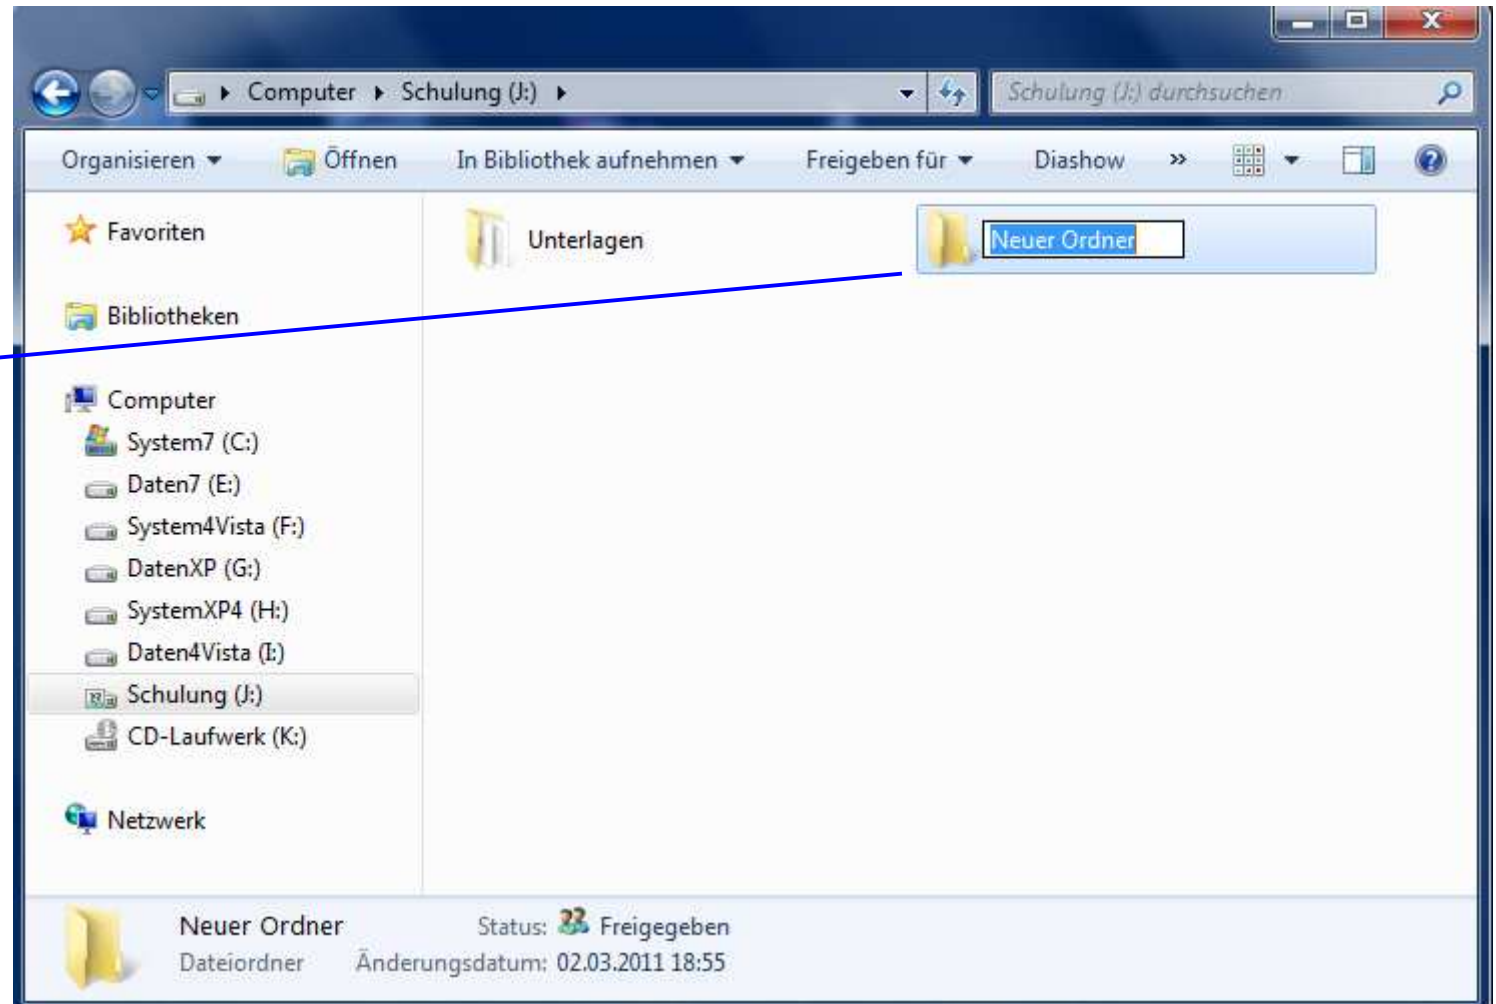 Computer Schulung (J:)
Schulung (J:) durchsuchen
Organisieren Öffnen In Bibliothek aufnehmen Freigeben für Diashow »
Favoriten
Unterlagen
Neuer Ordner
Bibliotheken
Computer
System7 (C:)
Daten7 (E:)
System4Vista (F:)
DatenXP (G:)
SystemXP4 (H:)
Daten4Vista (I:)
Schulung (J:)
CD-Laufwerk (K:)
Netzwerk
Neuer Ordner Status: Freigegeben
Dateiordner Änderungsdatum: 02.03.2011 18:55